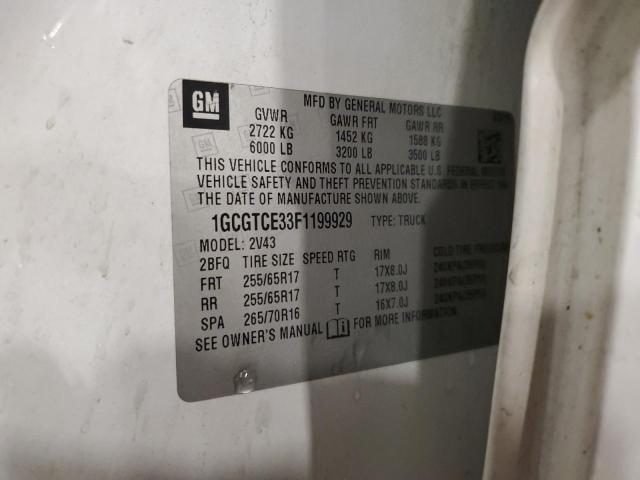 GM
MFD BY GENERAL MOTORS LLC
GVWR GAWR FRT GAWR RR
2722 KG 1452 KG 1588 KG
6000 LB 3200 LB 3500 LB
THIS VEHICLE CONFORMS TO ALL APPLICABLE U.S. FEDERAL MOTOR
VEHICLE SAFETY AND THEFT PREVENTION STANDARDS IN EFFECT ON
THE DATE OF MANUFACTURE SHOWN ABOVE.
1GCGTCE33F1199929 TYPE: TRUCK
MODEL: 2V43
2BFQ TIRE SIZE SPEED RTG RIM COLD TIRE PRESSURE
FRT 255/65R17 T 17X8.0J
RR 255/65R17 T 17X8.0J
SPA 265/70R16 T 16X7.0J
SEE OWNER'S MANUAL FOR MORE INFORMATION.